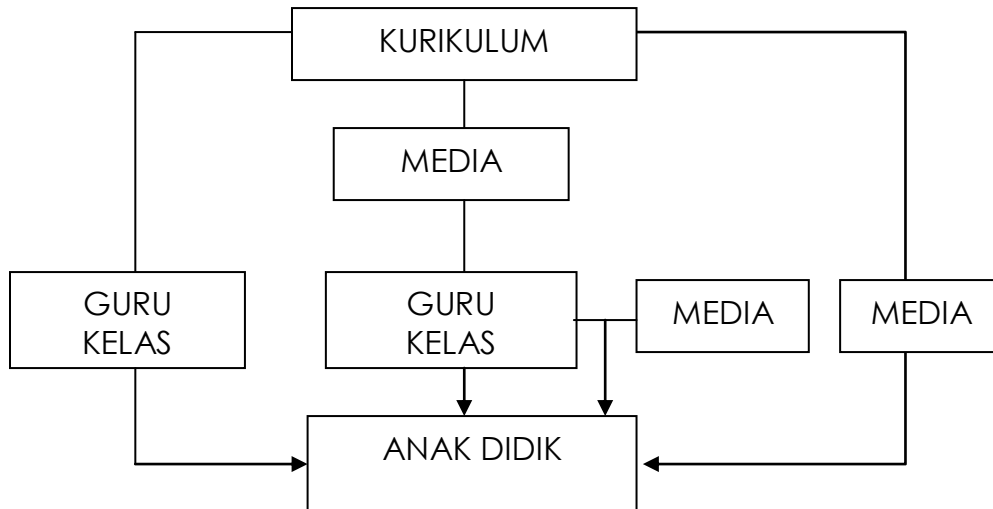 KURIKULUM
MEDIA
GURU
KELAS
GURU
KELAS
MEDIA
MEDIA
ANAK DIDIK